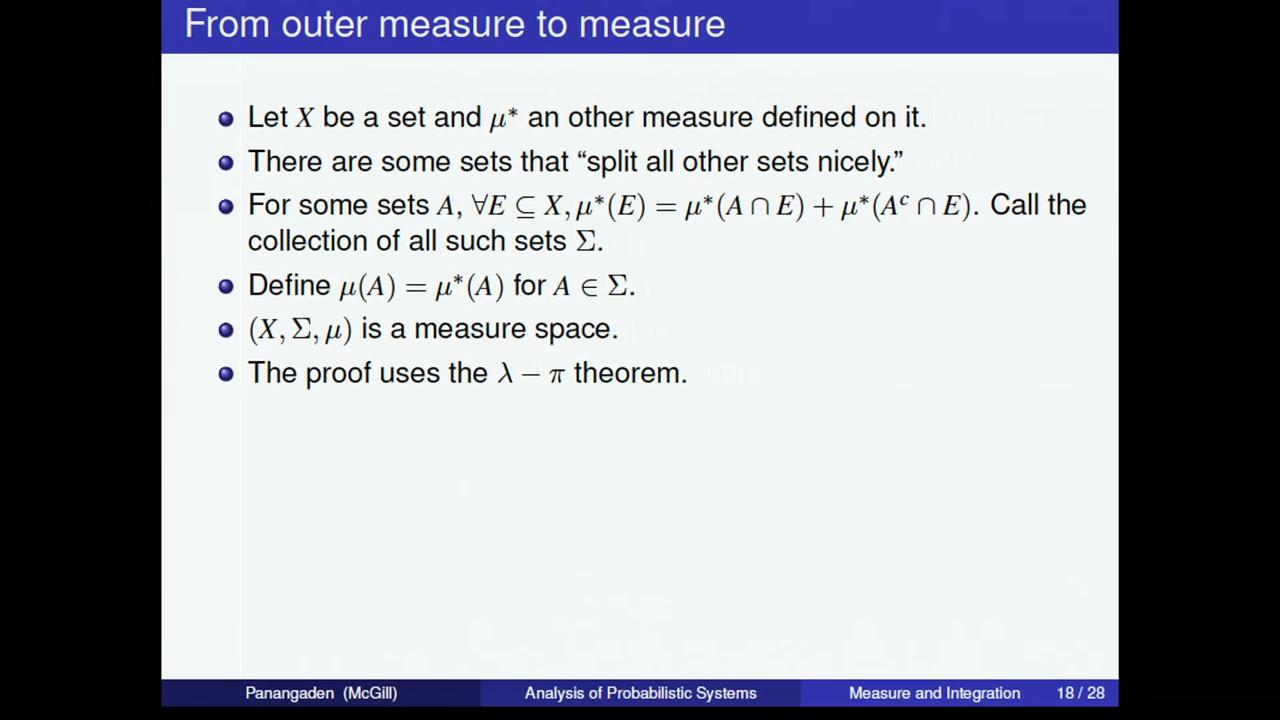 From outer measure to measure
Let X be a set and μ* an other measure defined on it.
There are some sets that “split all other sets nicely.”
For some sets A, ∀E ⊆ X, μ*(E) = μ*(A ∩ E) + μ*(Aᶜ ∩ E). Call the
collection of all such sets Σ.
Define μ(A) = μ*(A) for A ∈ Σ.
(X, Σ, μ) is a measure space.
The proof uses the λ − π theorem.
Panangaden (McGill) Analysis of Probabilistic Systems Measure and Integration 18 / 28